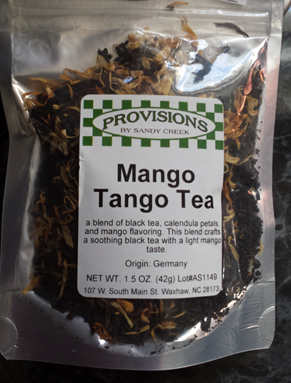 PROVISIONS
BY SANDY CREEK
Mango
Tango Tea
a blend of black tea, calendula petals,
and mango flavoring. This blend crafts
a soothing black tea with a light mango
taste.
Origin: Germany
NET WT. 1.5 OZ. (42g) Lot#AS1149
107 W. South Main St. Waxhaw, NC 28173